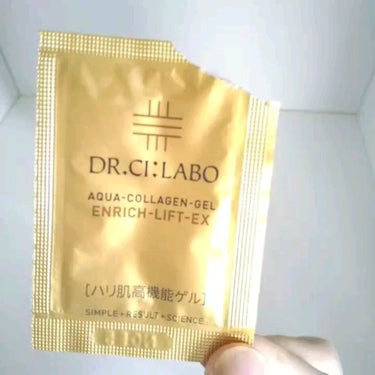 DR.CI:LABO
AQUA-COLLAGEN-GEL
ENRICH-LIFT-EX
[ハリ肌高機能ゲル]
SIMPLE+RESULT+SCIENCE